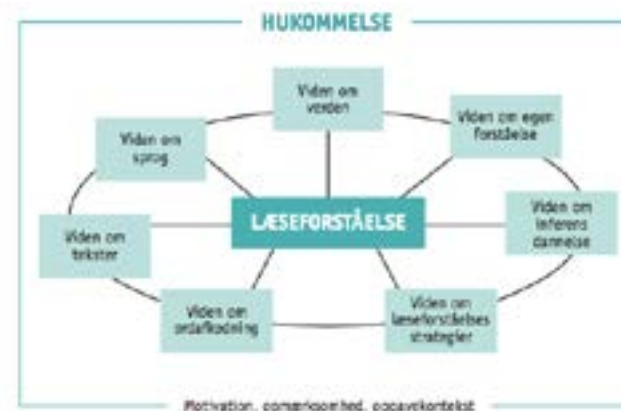 HUKOMMELSE
Viden om
verden
Viden om egen
forståelse
Viden om
sprog
LÆSEFORSTÅELSE
Viden om
inferens
dannelse
Viden om
tekster
Viden om
ordafkodning
Viden om
læseforståelses
strategier
Motivation, opmærksomhed, opgavekontekst